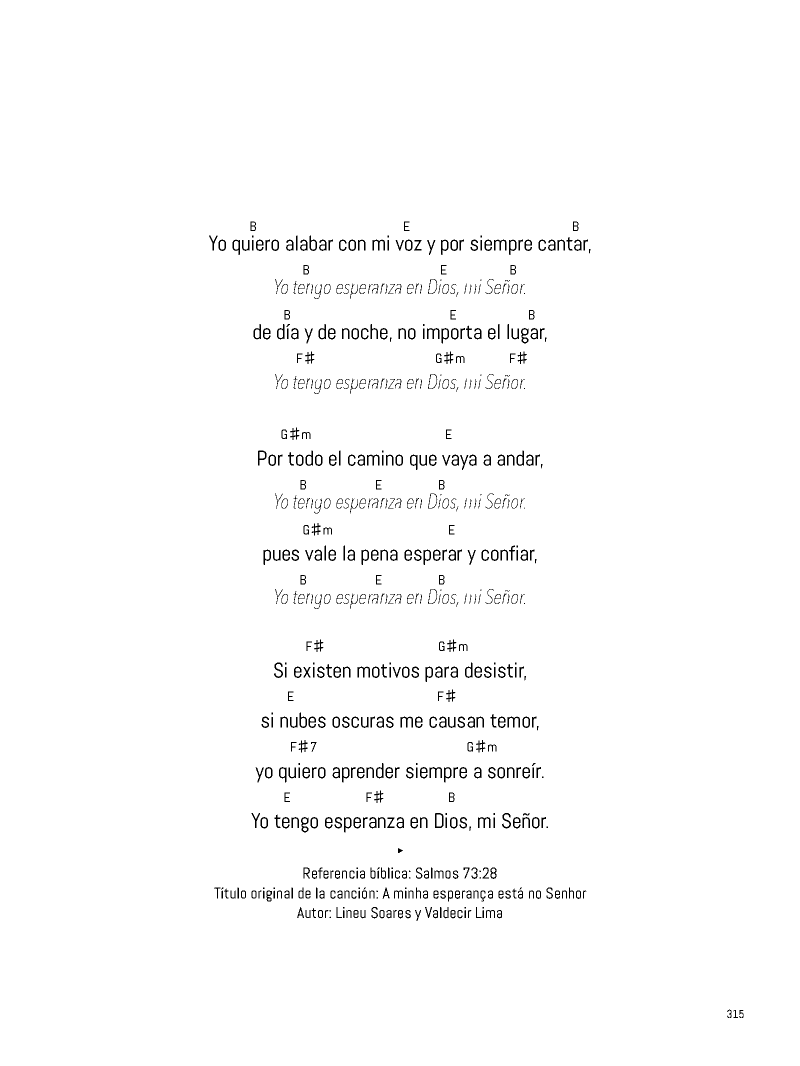 B E B
Yo quiero alabar con mi voz y por siempre cantar,
B E B
Yo tengo esperanza en Dios, mi Señor.
B E B
de día y de noche, no importa el lugar,
F♯ G♯m F♯
Yo tengo esperanza en Dios, mi Señor.
G♯m E
Por todo el camino que vaya a andar,
B E B
Yo tengo esperanza en Dios, mi Señor.
G♯m E
pues vale la pena esperar y confiar,
B E B
Yo tengo esperanza en Dios, mi Señor.
F♯ G♯m
Si existen motivos para desistir,
E F♯
si nubes oscuras me causan temor,
F♯7 G♯m
yo quiero aprender siempre a sonreír.
E F♯ B
Yo tengo esperanza en Dios, mi Señor.
Referencia bíblica: Salmos 73:28
Título original de la canción: A minha esperança está no Senhor
Autor: Lineu Soares y Valdecir Lima
315